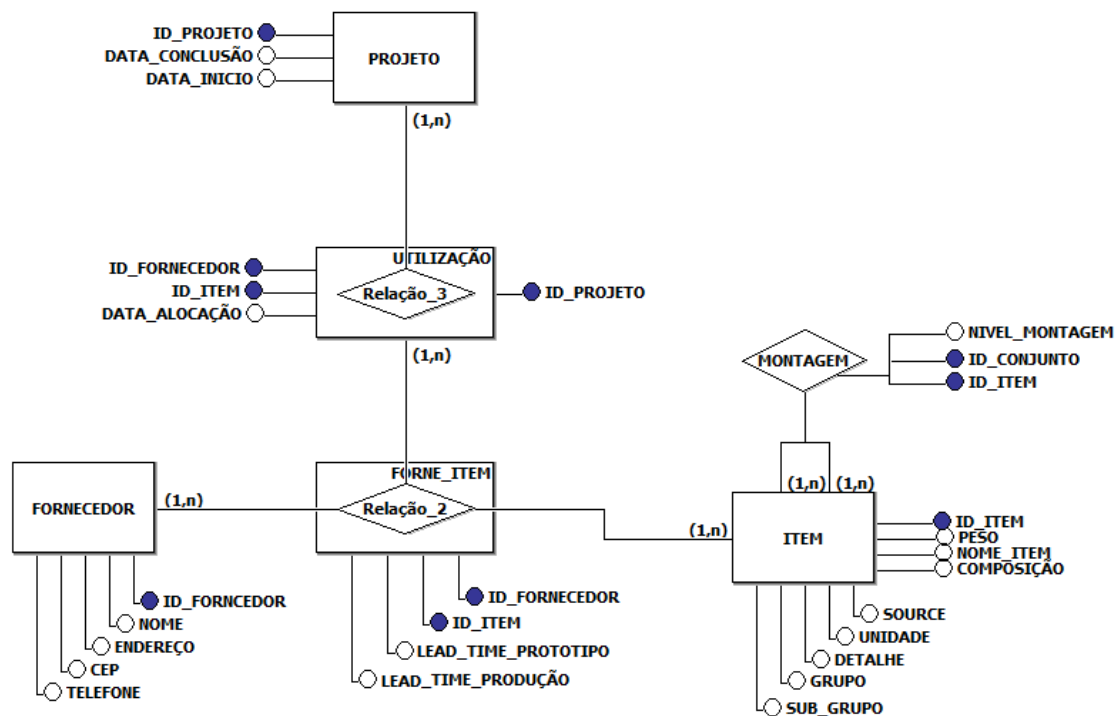 ID_PROJETO
DATA_CONCLUSÃO
DATA_INICIO
PROJETO
(1,n)
UTILIZAÇÃO
ID_FORNECEDOR
ID_ITEM
DATA_ALOCAÇÃO
Relação_3
ID_PROJETO
(1,n)
MONTAGEM
NIVEL_MONTAGEM
ID_CONJUNTO
ID_ITEM
FORNECEDOR
(1,n)
FORNE_ITEM
Relação_2
(1,n)
(1,n)
(1,n)
ITEM
ID_ITEM
PESO
NOME_ITEM
COMPOSIÇÃO
ID_FORNCEDOR
NOME
ENDEREÇO
CEP
TELEFONE
ID_FORNECEDOR
ID_ITEM
LEAD_TIME_PROTOTIPO
LEAD_TIME_PRODUÇÃO
SOURCE
UNIDADE
DETALHE
GRUPO
SUB_GRUPO